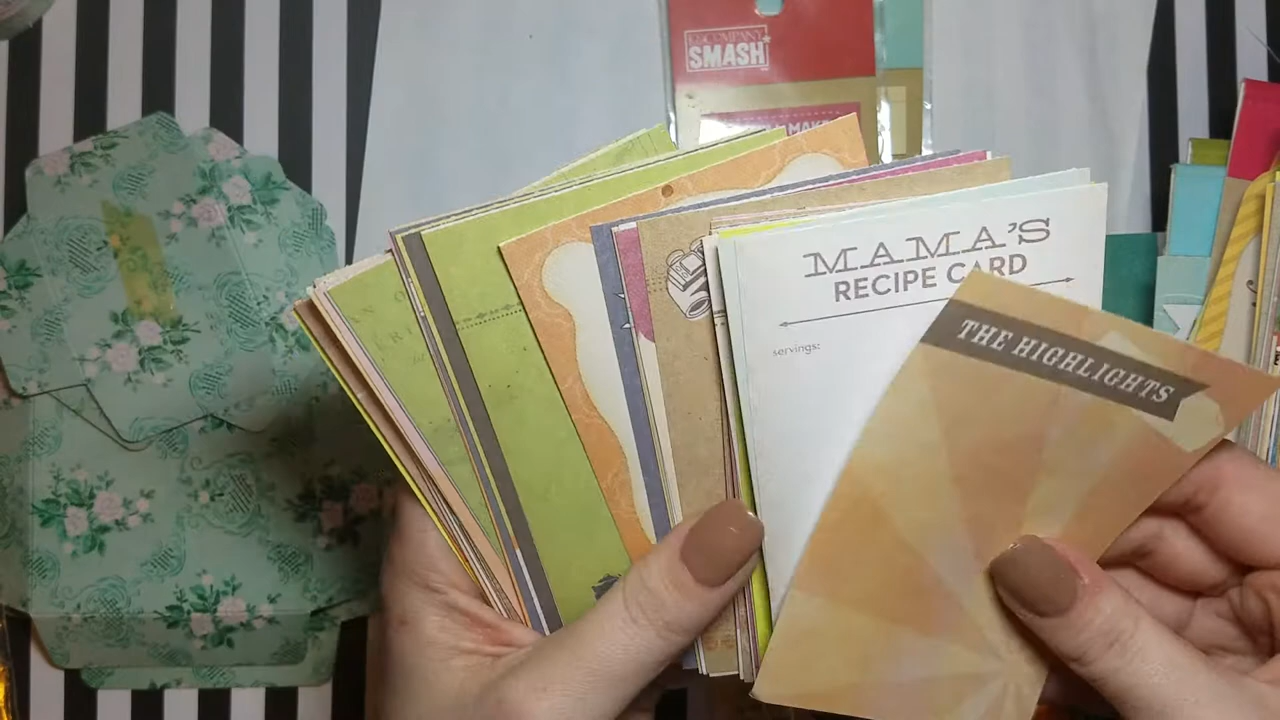 K&COMPANY
SMASH
MAMA'S
RECIPE CARD
servings:
THE HIGHLIGHTS